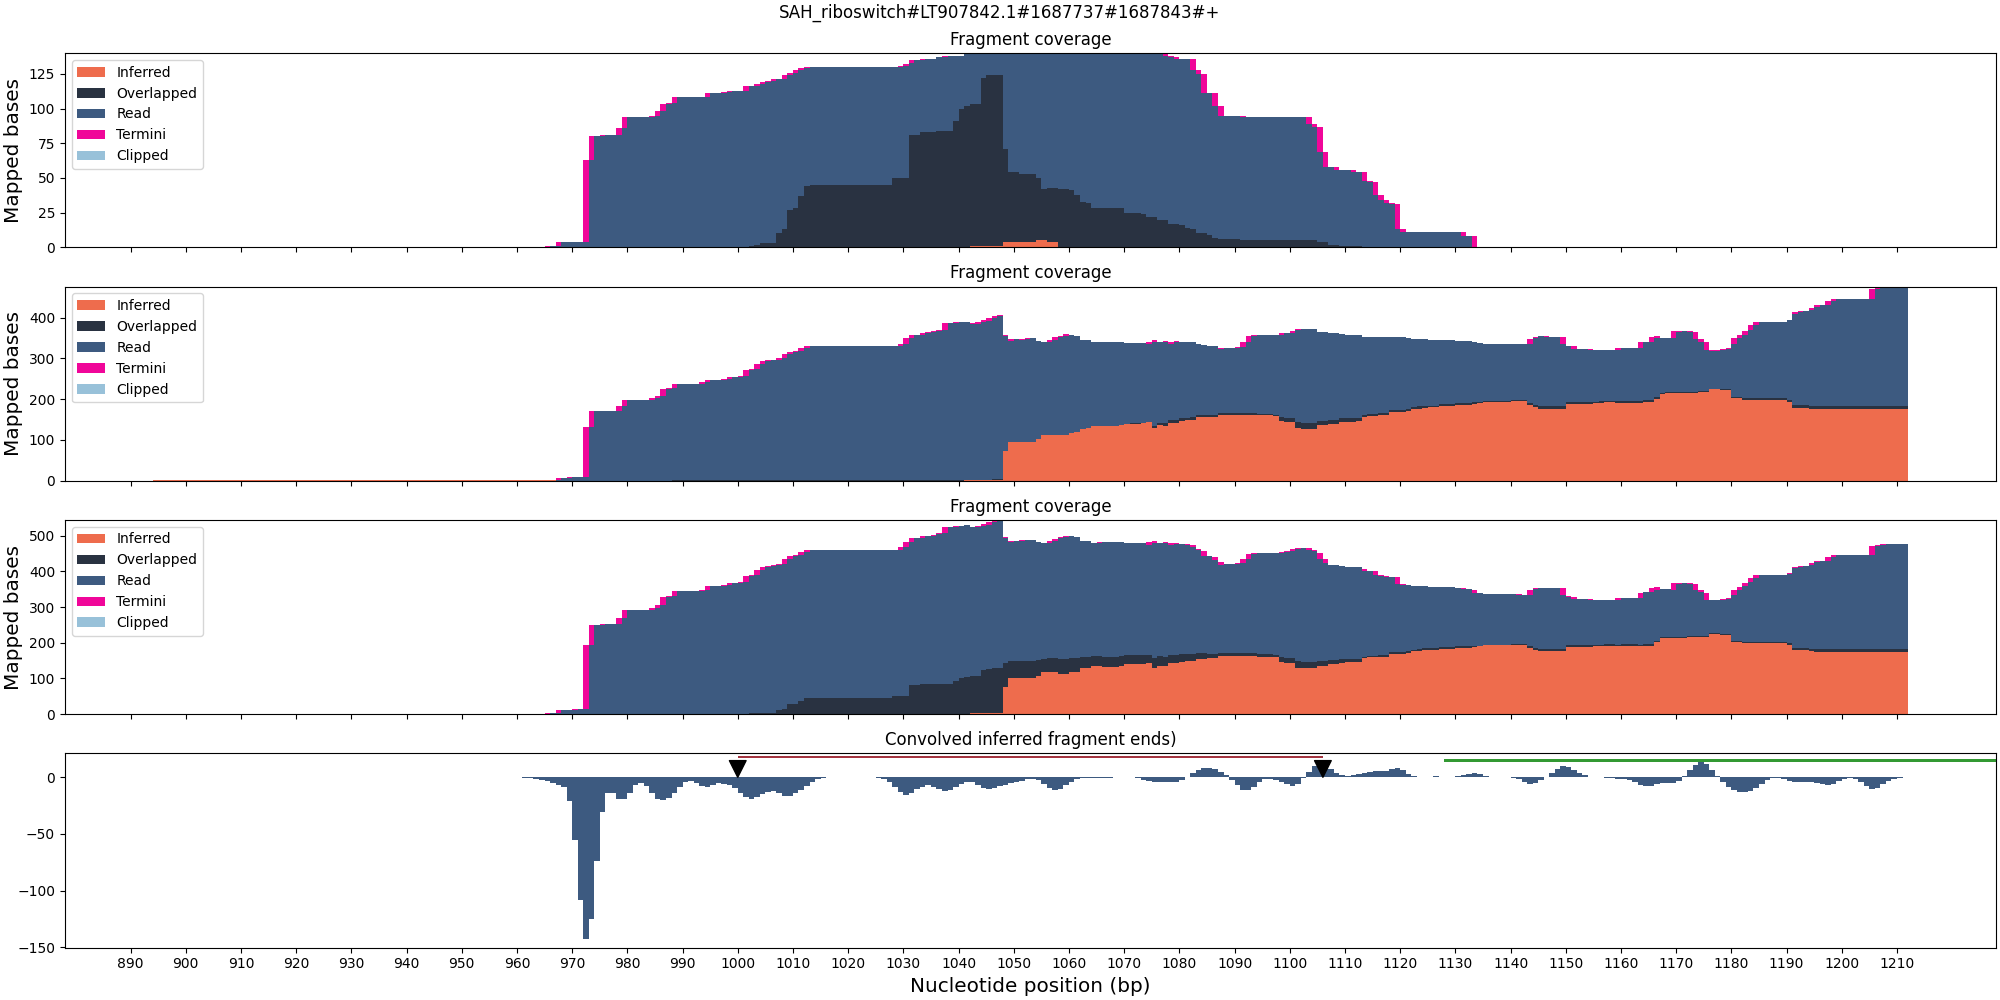 SAH_riboswitch#LT907842.1#1687737#1687843#+
Fragment coverage
Mapped bases
125
100
75
50
25
0
Inferred
Overlapped
Read
Termini
Clipped
Fragment coverage
Mapped bases
400
300
200
100
0
Inferred
Overlapped
Read
Termini
Clipped
Fragment coverage
Mapped bases
500
400
300
200
100
0
Inferred
Overlapped
Read
Termini
Clipped
Convolved inferred fragment ends)
0
−50
−100
−150
890 900 910 920 930 940 950 960 970 980 990 1000 1010 1020 1030 1040 1050 1060 1070 1080 1090 1100 1110 1120 1130 1140 1150 1160 1170 1180 1190 1200 1210
Nucleotide position (bp)